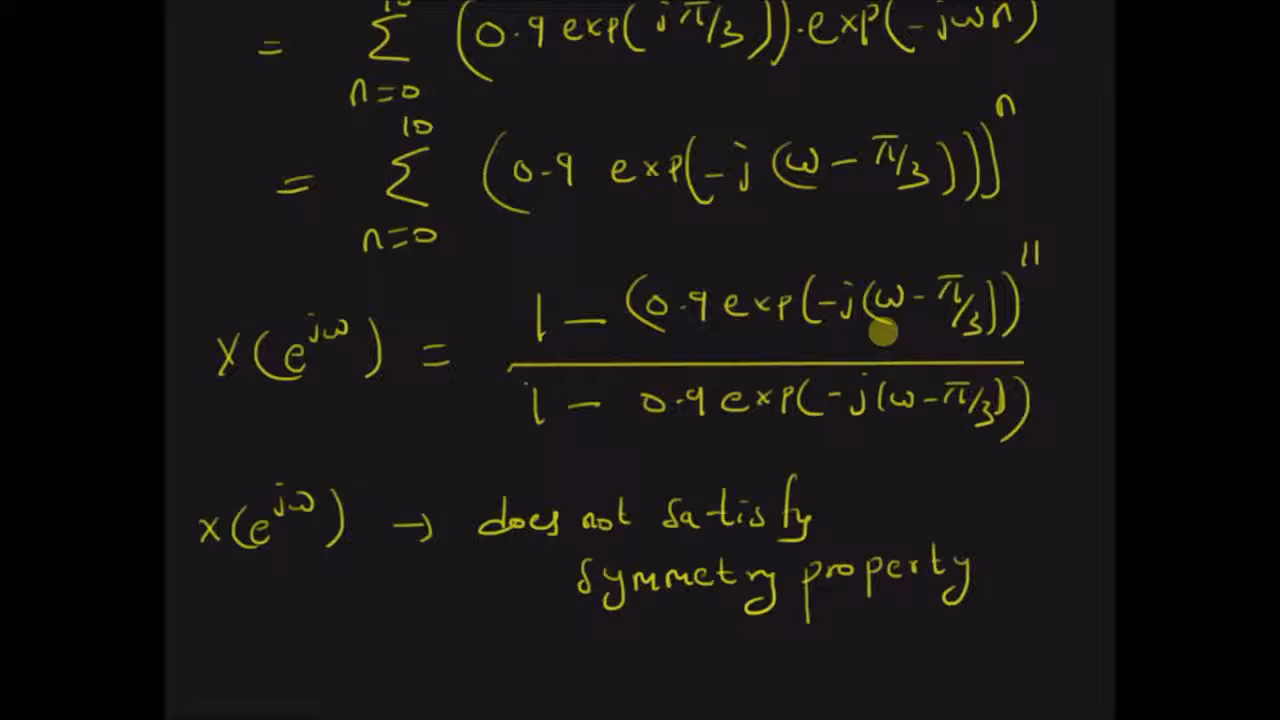 10
= ∑ (0.9 exp(jπ/3)).exp(-jωn)
n=0
10
= ∑ (0.9 exp(-j(ω-π/3)))^n
n=0
X(e^jω) = 1 - (0.9 exp(-j(ω-π/3))^11
1 - 0.9 exp(-j(ω-π/3))
X(e^jω) → does not satisfy
symmetry property